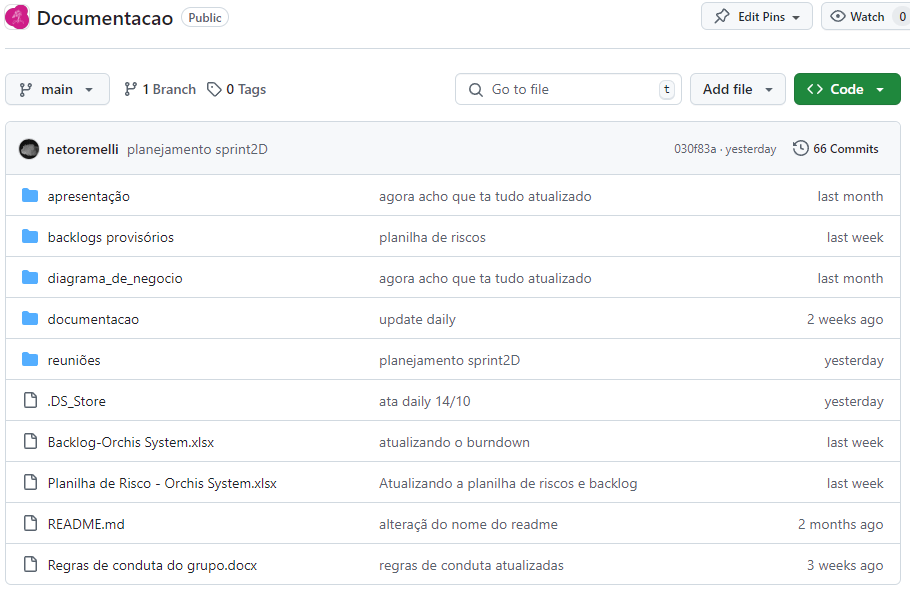 Documentacao Public Edit Pins Watch 0
main 1 Branch 0 Tags Go to file t Add file Code
netoremelli planejamento sprint2D 030f83a · yesterday 66 Commits
apresentação agora acho que ta tudo atualizado last month
backlogs provisórios planilha de riscos last week
diagrama_de_negocio agora acho que ta tudo atualizado last month
documentacao update daily 2 weeks ago
reuniões planejamento sprint2D yesterday
.DS_Store ata daily 14/10 yesterday
Backlog-Orchis System.xlsx atualizando o burndown last week
Planilha de Risco - Orchis System.xlsx Atualizando a planilha de riscos e backlog last week
README.md alteraçã do nome do readme 2 months ago
Regras de conduta do grupo.docx regras de conduta atualizadas 3 weeks ago